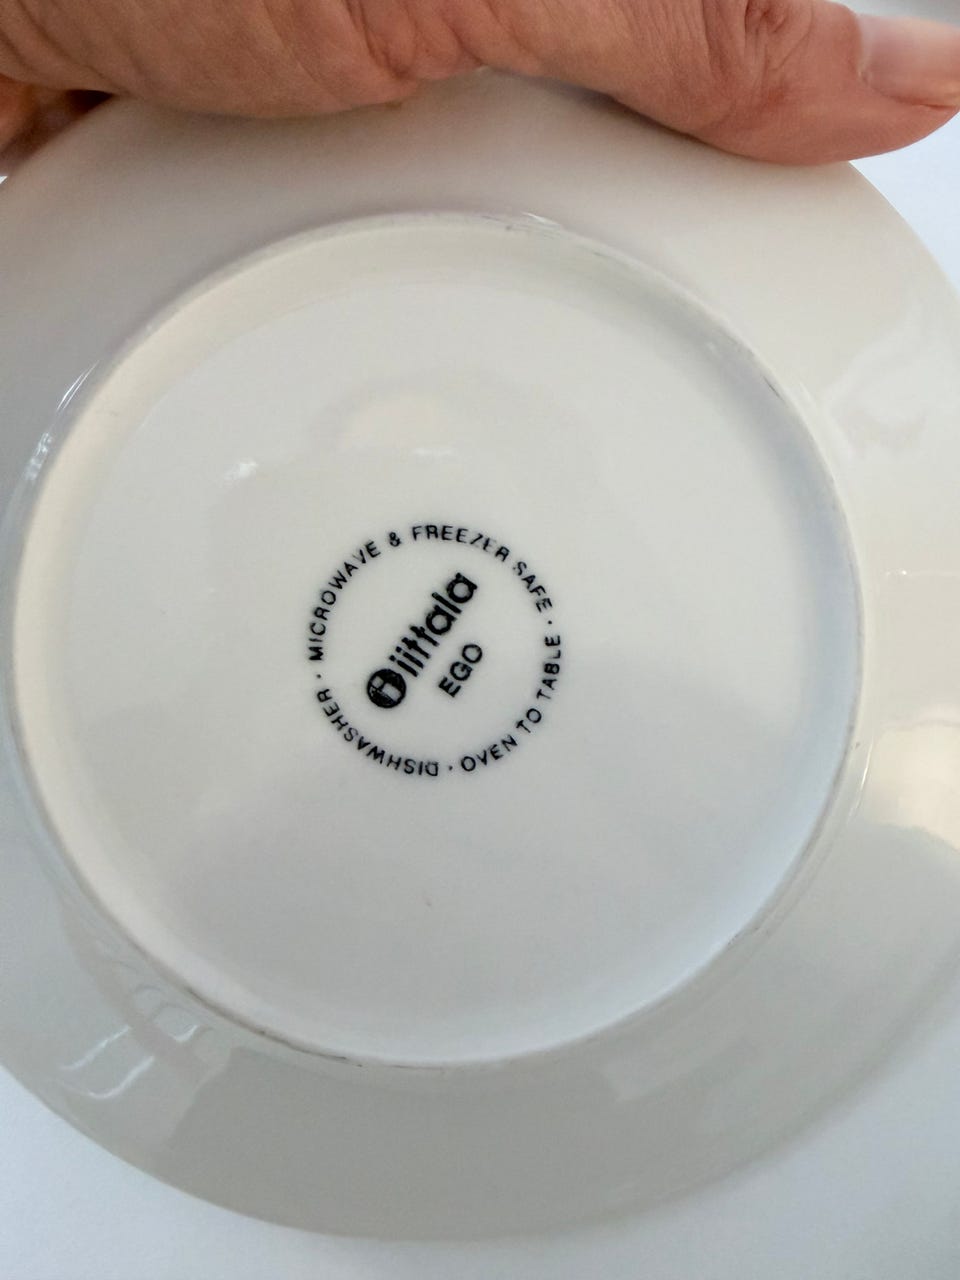 MICROWAVE & FREEZER SAFE · OVEN TO TABLE · DISHWASHER ·
iittala
EGO